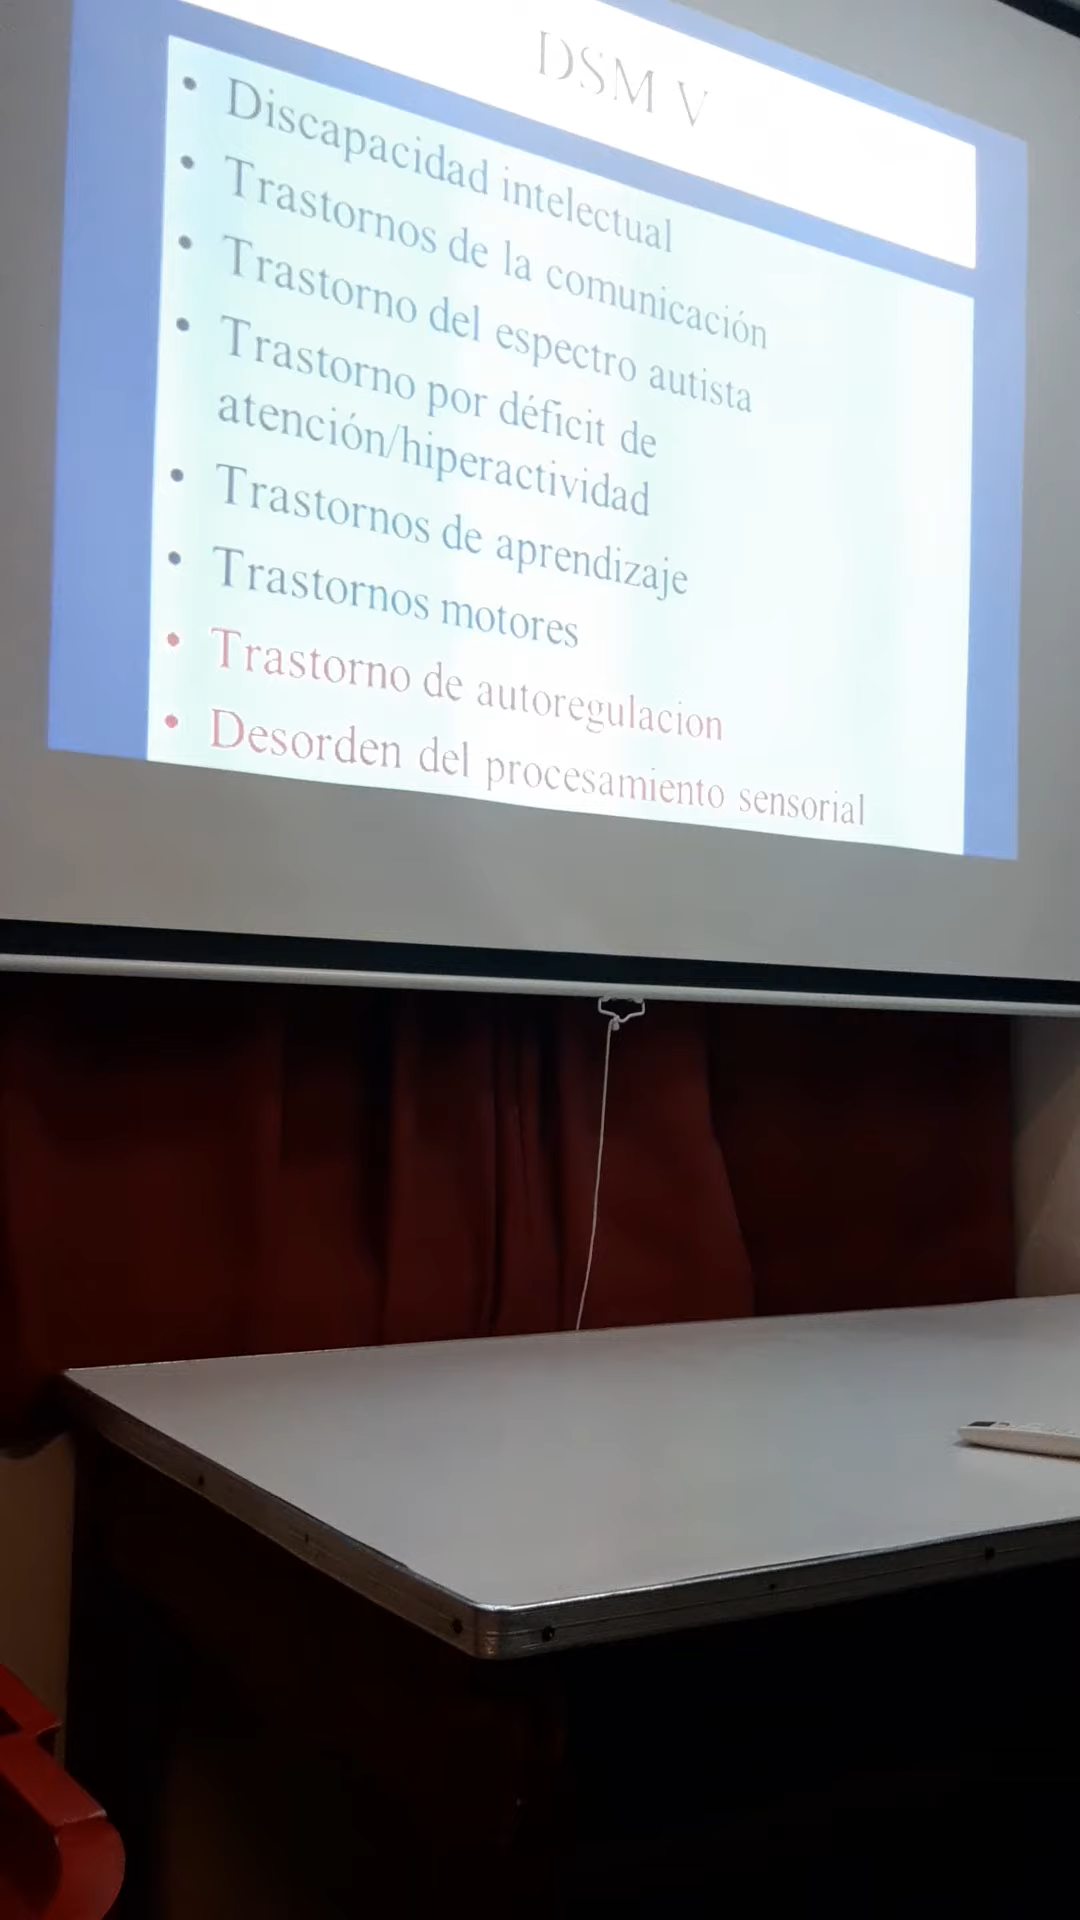 DSM V
• Discapacidad intelectual
• Trastornos de la comunicación
• Trastorno del espectro autista
• Trastorno por déficit de
atención/hiperactividad
• Trastornos de aprendizaje
• Trastornos motores
• Trastorno de autoregulacion
• Desorden del procesamiento sensorial